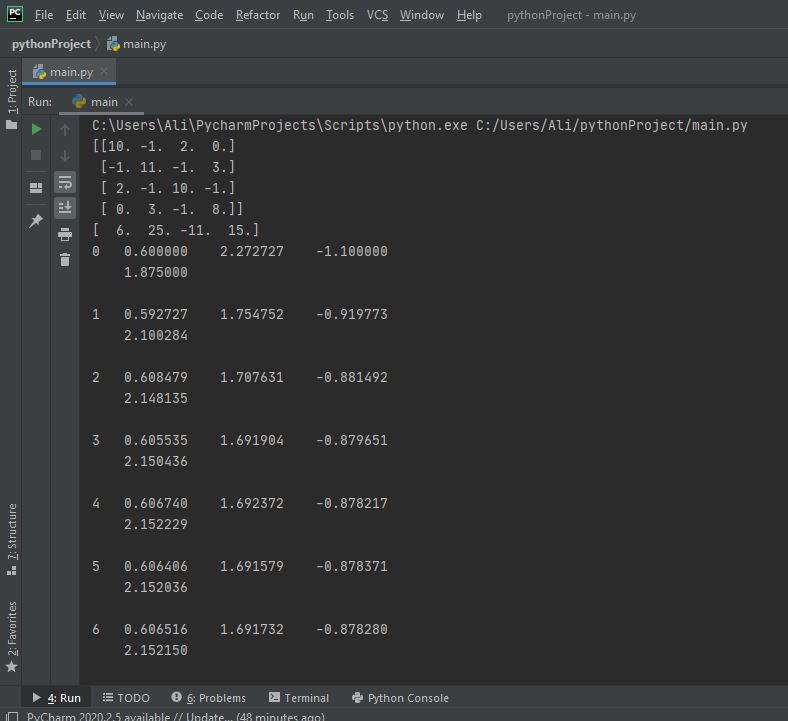 PC File Edit View Navigate Code Refactor Run Tools VCS Window Help pythonProject - main.py
pythonProject main.py
1: Project
main.py
Run: main
C:\Users\Ali\PycharmProjects\Scripts\python.exe C:/Users/Ali/pythonProject/main.py
[[10. -1.  2.  0.]
 [-1. 11. -1.  3.]
 [ 2. -1. 10. -1.]
 [ 0.  3. -1.  8.]]
[  6.  25. -11.  15.]
0   0.600000    2.272727    -1.100000
    1.875000
1   0.592727    1.754752    -0.919773
    2.100284
2   0.608479    1.707631    -0.881492
    2.148135
3   0.605535    1.691904    -0.879651
    2.150436
4   0.606740    1.692372    -0.878217
    2.152229
5   0.606406    1.691579    -0.878371
    2.152036
6   0.606516    1.691732    -0.878280
    2.152150
7: Structure
2: Favorites
4: Run TODO 6: Problems Terminal Python Console
PyCharm 2020.2.5 available // Update... (48 minutes ago)